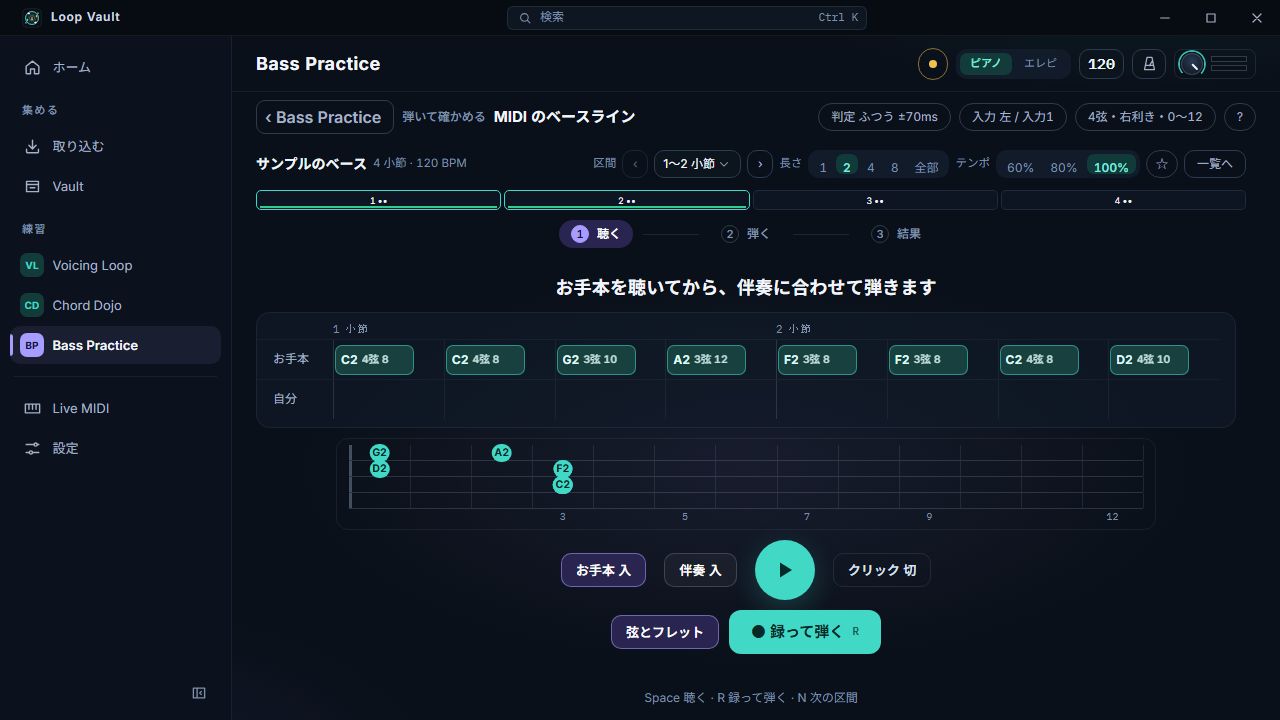 Loop Vault
検索
Ctrl K
ホーム
集める
取り込む
Vault
練習
VL Voicing Loop
CD Chord Dojo
BP Bass Practice
Live MIDI
設定
Bass Practice
ピアノ エレピ 120
‹ Bass Practice 弾いて確かめる MIDI のベースライン
判定 ふつう ±70ms 入力 左 / 入力1 4弦・右利き・0〜12 ?
サンプルのベース 4 小節 · 120 BPM
区間 ‹ 1〜2 小節 › 長さ 1 2 4 8 全部 テンポ 60% 80% 100% ☆ 一覧へ
1 •• 2 •• 3 •• 4 ••
1 聴く 2 弾く 3 結果
お手本を聴いてから、伴奏に合わせて弾きます
1 小節 2 小節
お手本 C2 4弦 8 C2 4弦 8 G2 3弦 10 A2 3弦 12 F2 3弦 8 F2 3弦 8 C2 4弦 8 D2 4弦 10
自分
G2 A2
D2 F2
C2
3 5 7 9 12
お手本 入 伴奏 入 クリック 切
弦とフレット ● 録って弾く R
Space 聴く · R 録って弾く · N 次の区間